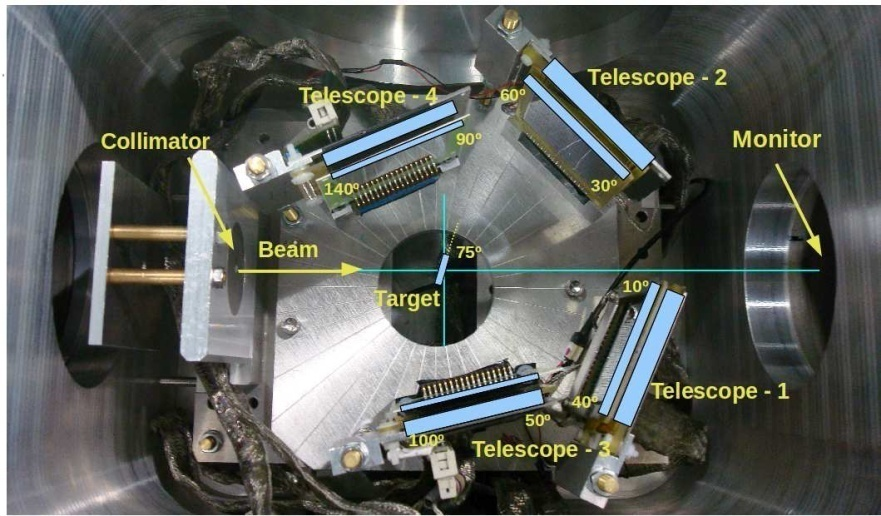 Telescope - 4
Telescope - 2
60º
Collimator
90º
Monitor
140º
30º
Beam
75º
Target
10º
Telescope - 1
40º
50º
100º
Telescope - 3